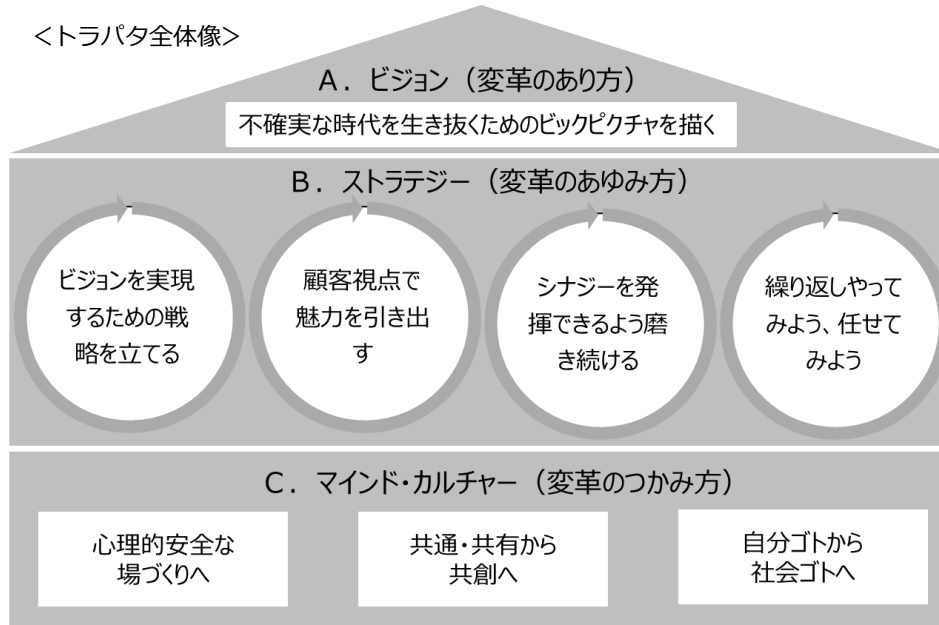 ＜トラパタ全体像＞
A．ビジョン（変革のあり方）
不確実な時代を生き抜くためのビックピクチャを描く
B．ストラテジー（変革のあゆみ方）
ビジョンを実現
するための戦
略を立てる
顧客視点で
魅力を引き出
す
シナジーを発
揮できるよう磨
き続ける
繰り返しやって
みよう、任せて
みよう
C．マインド・カルチャー（変革のつかみ方）
心理的安全な
場づくりへ
共通・共有から
共創へ
自分ゴトから
社会ゴトへ